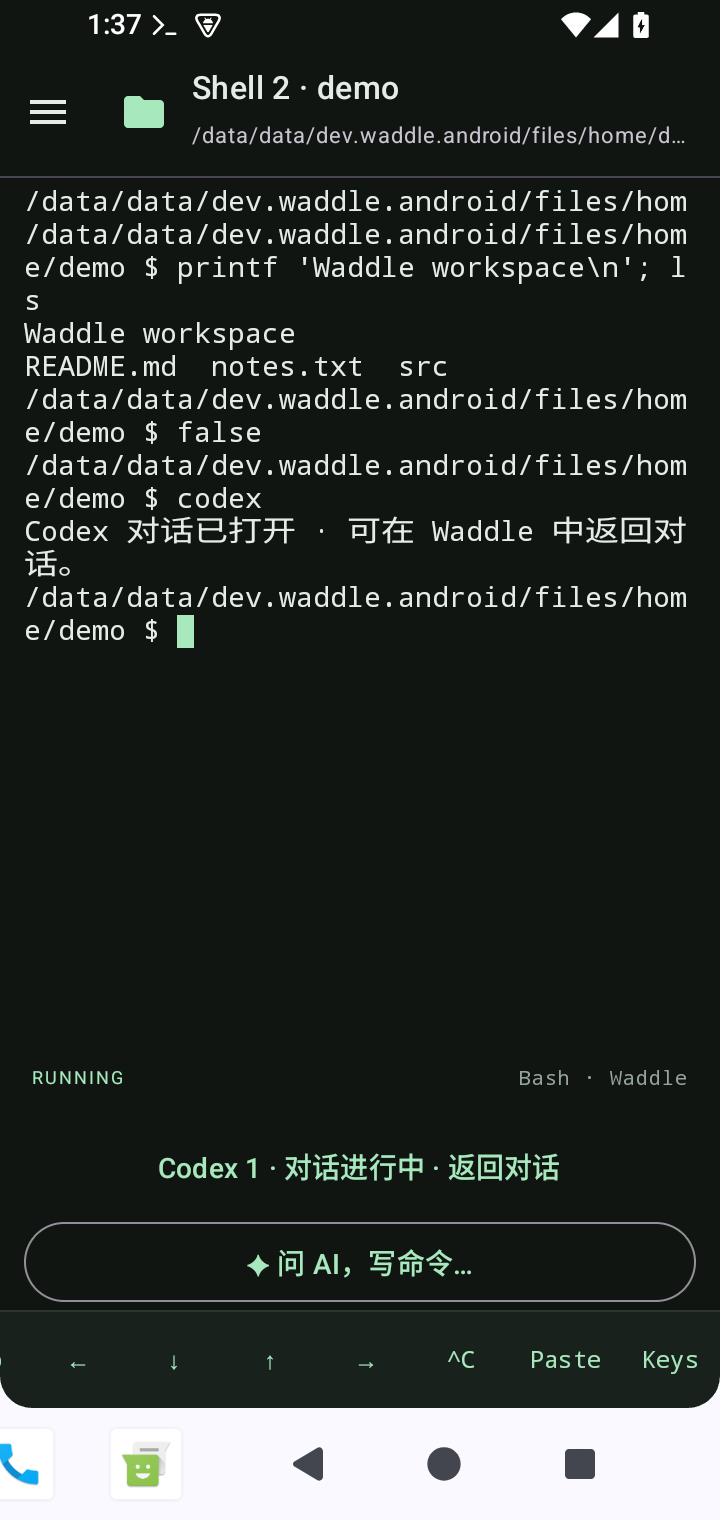 1:37
Shell 2 · demo
/data/data/dev.waddle.android/files/home/d…
/data/data/dev.waddle.android/files/hom
/data/data/dev.waddle.android/files/hom
e/demo $ printf 'Waddle workspace\n'; l
s
Waddle workspace
README.md  notes.txt  src
/data/data/dev.waddle.android/files/hom
e/demo $ false
/data/data/dev.waddle.android/files/hom
e/demo $ codex
Codex 对话已打开 · 可在 Waddle 中返回对
话。
/data/data/dev.waddle.android/files/hom
e/demo $
RUNNING
Bash · Waddle
Codex 1 · 对话进行中 · 返回对话
✦ 问 AI，写命令…
← ↓ ↑ → ^C Paste Keys